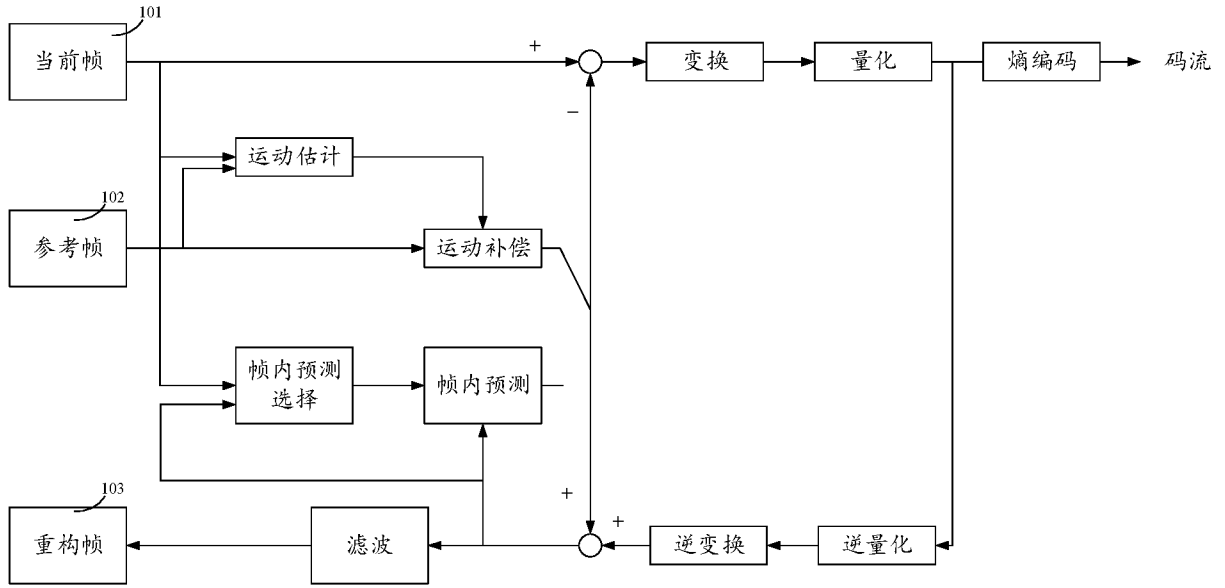 101
当前帧
+
变换
量化
熵编码
码流
−
运动估计
102
参考帧
运动补偿
帧内预测
选择
帧内预测
103
+
+
重构帧
滤波
逆变换
逆量化